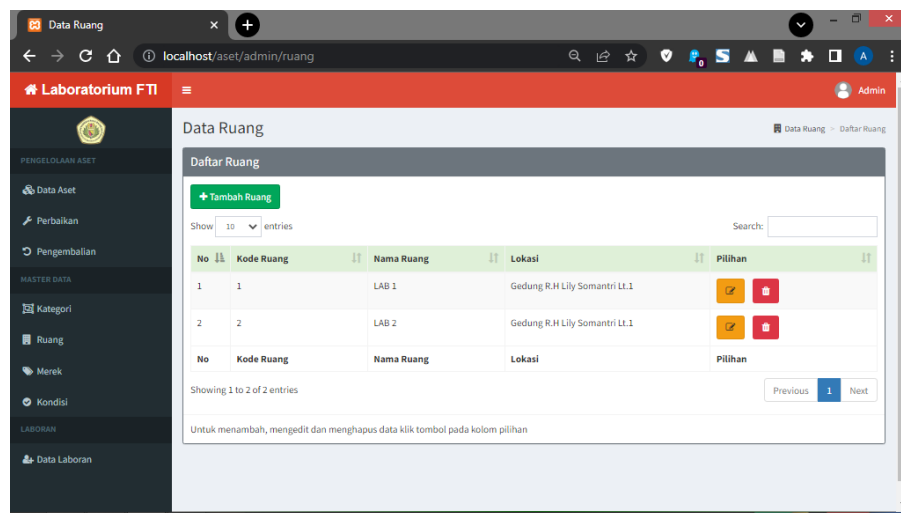 Data Ruang
localhost/aset/admin/ruang
0
A
Laboratorium FTI
Admin
Data Ruang
Data Ruang > Daftar Ruang
PENGELOLAAN ASET
Data Aset
Perbaikan
Pengembalian
MASTER DATA
Kategori
Ruang
Merek
Kondisi
LABORAN
Data Laboran
Daftar Ruang
Tambah Ruang
Show 10 entries Search:
No Kode Ruang Nama Ruang Lokasi Pilihan
1 1 LAB 1 Gedung R.H Lily Somantri Lt.1
2 2 LAB 2 Gedung R.H Lily Somantri Lt.1
No Kode Ruang Nama Ruang Lokasi Pilihan
Showing 1 to 2 of 2 entries Previous 1 Next
Untuk menambah, mengedit dan menghapus data klik tombol pada kolom pilihan